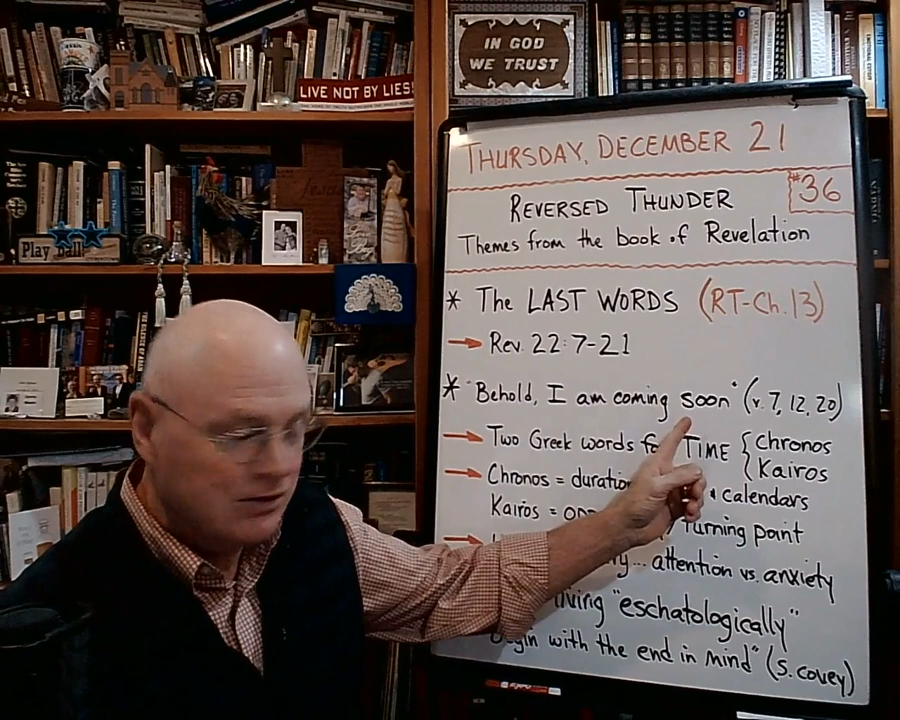 IN GOD
WE TRUST
LIVE NOT BY LIES
Play Ball
THURSDAY, DECEMBER 21
#36
REVERSED THUNDER
Themes from the book of Revelation
* The LAST WORDS (RT-Ch. 13)
→ Rev. 22:7-21
* "Behold, I am coming soon" (v. 7, 12, 20)
→ Two Greek words for TIME { Chronos
Kairos
→ Chronos = duration & calendars
Kairos = turning point
attention vs. anxiety
living "eschatologically"
Begin with the end in mind" (S. Covey)